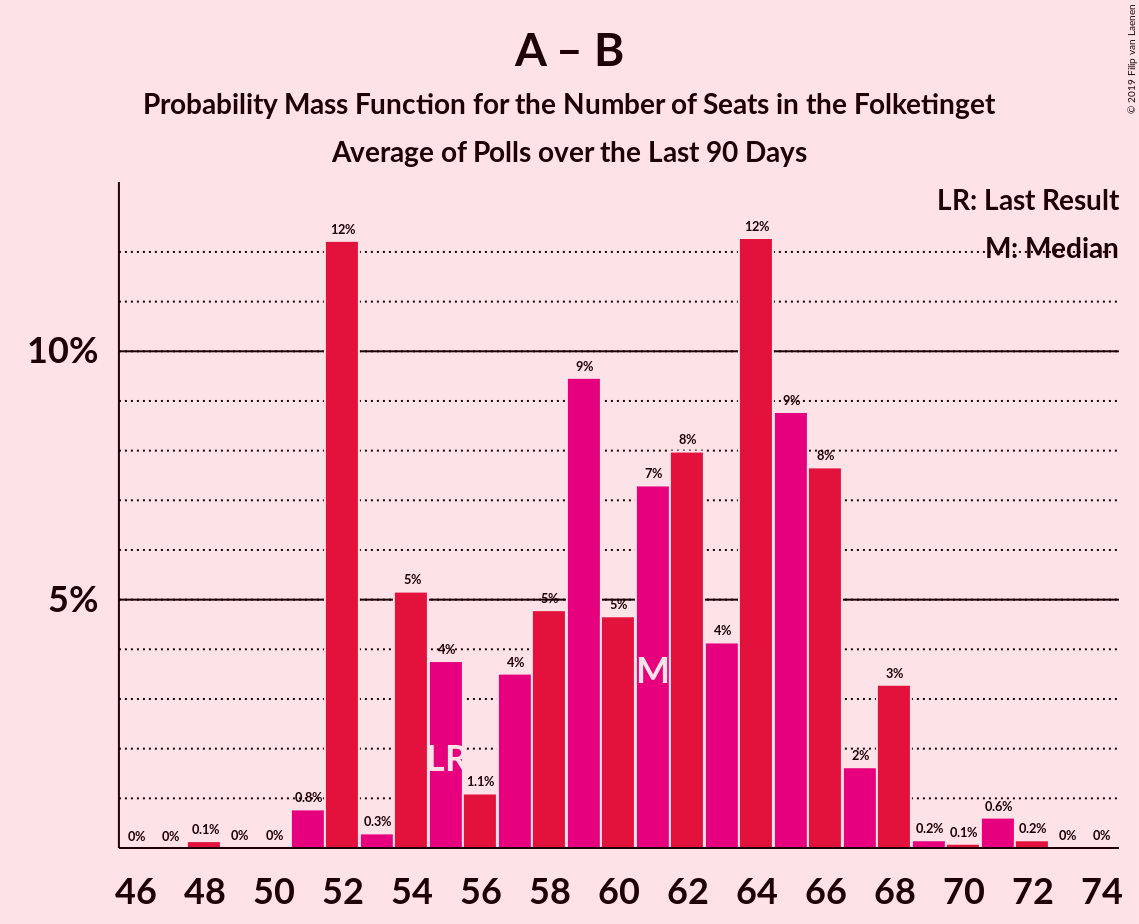 A – B
Probability Mass Function for the Number of Seats in the Folketinget
Average of Polls over the Last 90 Days
© 2019 Filip van Laenen
LR: Last Result
M: Median
10%
5%
0% 0% 0.1% 0% 0% 0.8% 12% 0.3% 5% 4% 1.1% 4% 5% 9% 5% 7% 8% 4% 12% 9% 8% 2% 3% 0.2% 0.1% 0.6% 0.2% 0% 0%
LR
M
46 48 50 52 54 56 58 60 62 64 66 68 70 72 74